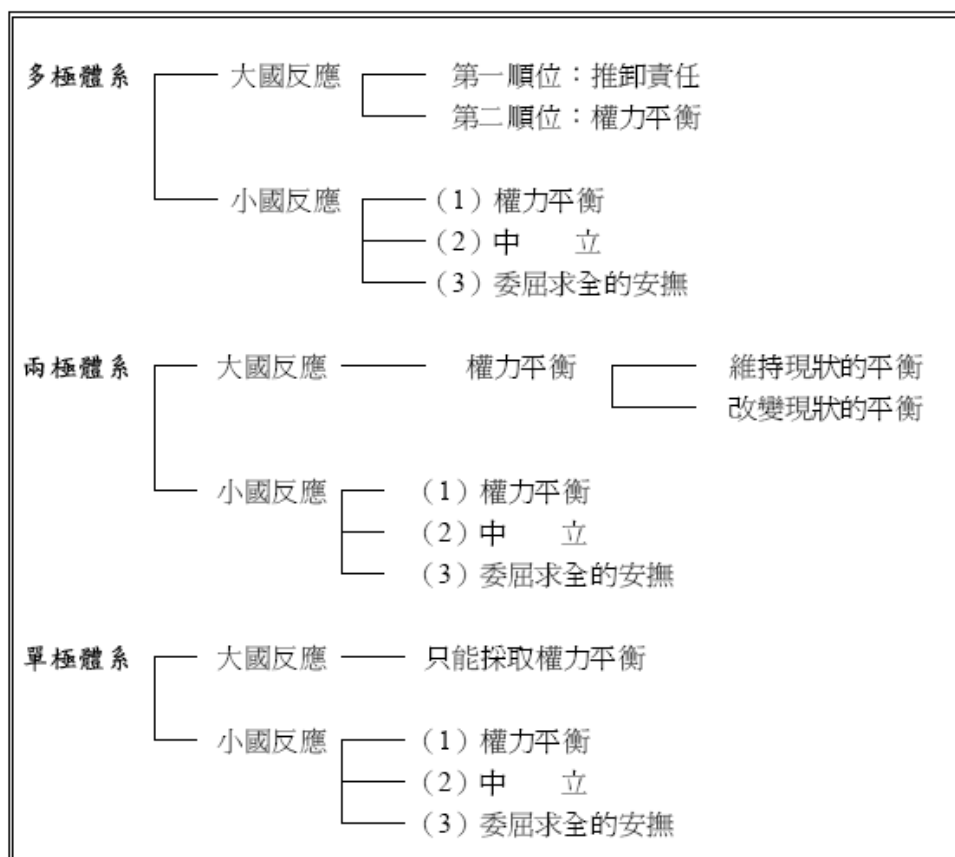 多極體系 大國反應 第一順位：推卸責任
第二順位：權力平衡
小國反應 （1）權力平衡
（2）中　　立
（3）委屈求全的安撫
兩極體系 大國反應 權力平衡 維持現狀的平衡
改變現狀的平衡
小國反應 （1）權力平衡
（2）中　　立
（3）委屈求全的安撫
單極體系 大國反應 只能採取權力平衡
小國反應 （1）權力平衡
（2）中　　立
（3）委屈求全的安撫